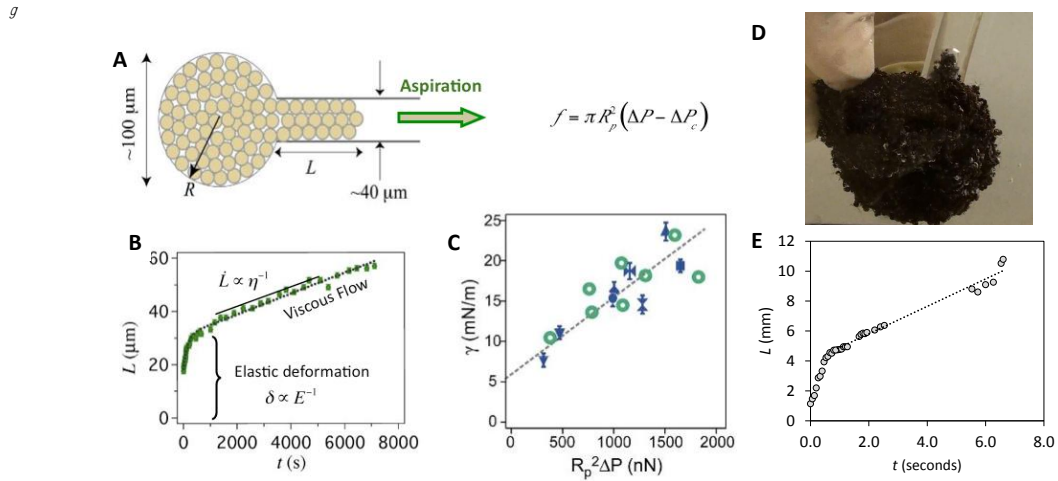 g
A
~100 μm
R
L
~40 μm
Aspiration
f = π R_p^2 (ΔP − ΔP_c)
D
B
L (μm)
60
40
20
0
L̇ ∝ η^-1
Viscous Flow
Elastic deformation
δ ∝ E^-1
0 2000 4000 6000 8000
t (s)
C
γ (mN/m)
25
20
15
10
5
0
0 500 1000 1500 2000
R_p^2ΔP (nN)
E
L (mm)
12
10
8
6
4
2
0
0.0 2.0 4.0 6.0 8.0
t (seconds)